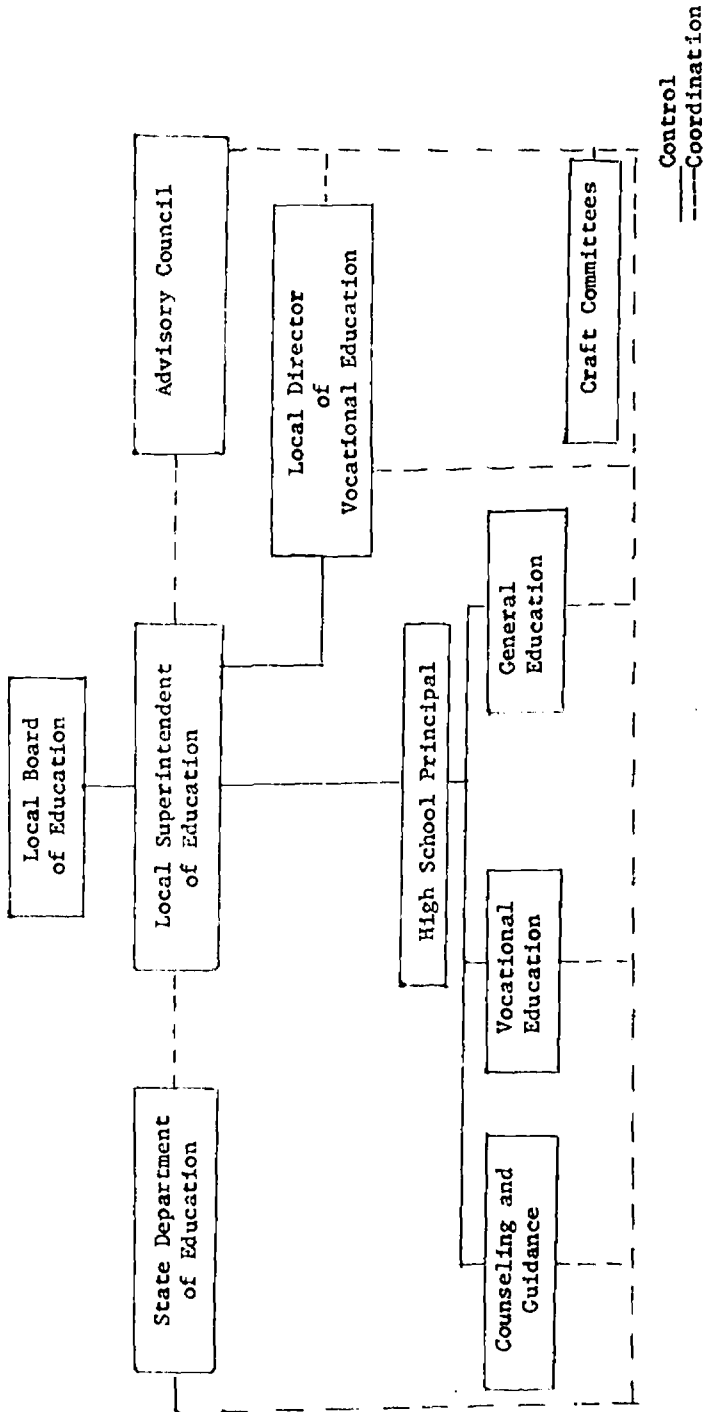 Local Board
of Education
State Department
of Education
Local Superintendent
of Education
Advisory Council
Local Director
of
Vocational Education
High School Principal
Counseling and
Guidance
Vocational
Education
General
Education
Craft Committees
Control
----Coordination